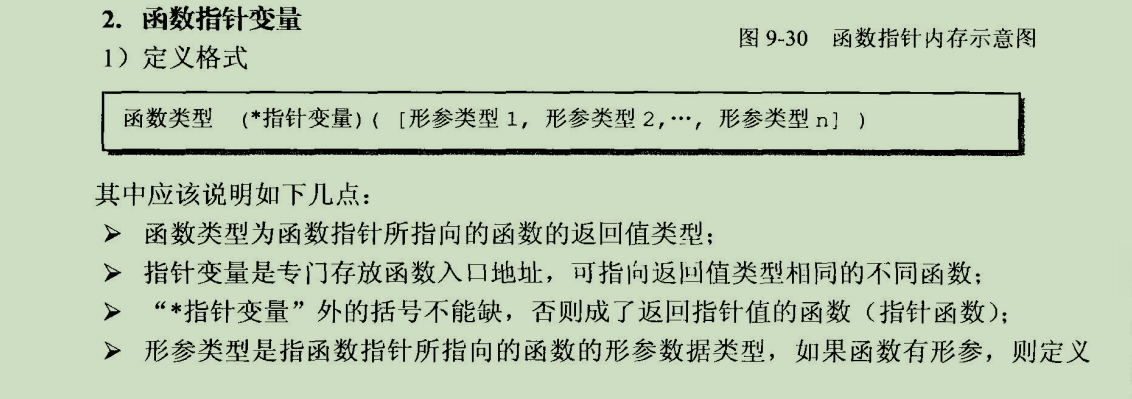 2. 函数指针变量
图 9-30 函数指针内存示意图
1）定义格式
函数类型 (*指针变量)( [形参类型 1, 形参类型 2,…, 形参类型 n] )
其中应该说明如下几点：
➢ 函数类型为函数指针所指向的函数的返回值类型；
➢ 指针变量是专门存放函数入口地址，可指向返回值类型相同的不同函数；
➢ “*指针变量”外的括号不能缺，否则成了返回指针值的函数（指针函数）；
➢ 形参类型是指函数指针所指向的函数的形参数据类型，如果函数有形参，则定义